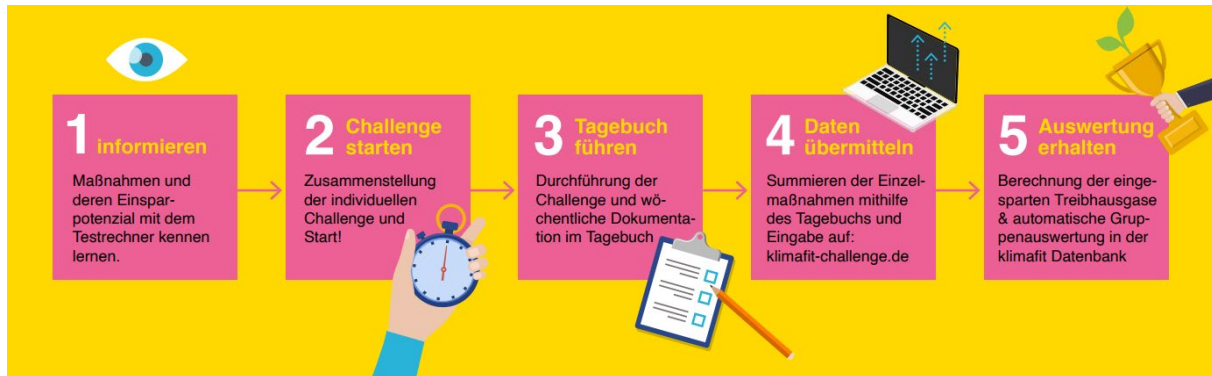 1 informieren
Maßnahmen und
deren Einspar-
potenzial mit dem
Testrechner kennen
lernen.
2 Challenge
starten
Zusammenstellung
der individuellen
Challenge und
Start!
3 Tagebuch
führen
Durchführung der
Challenge und wö-
chentliche Dokumenta-
tion im Tagebuch
4 Daten
übermitteln
Summieren der Einzel-
maßnahmen mithilfe
des Tagebuchs und
Eingabe auf:
klimafit-challenge.de
5 Auswertung
erhalten
Berechnung der einge-
sparten Treibhausgase
& automatische Grup-
penauswertung in der
klimafit Datenbank